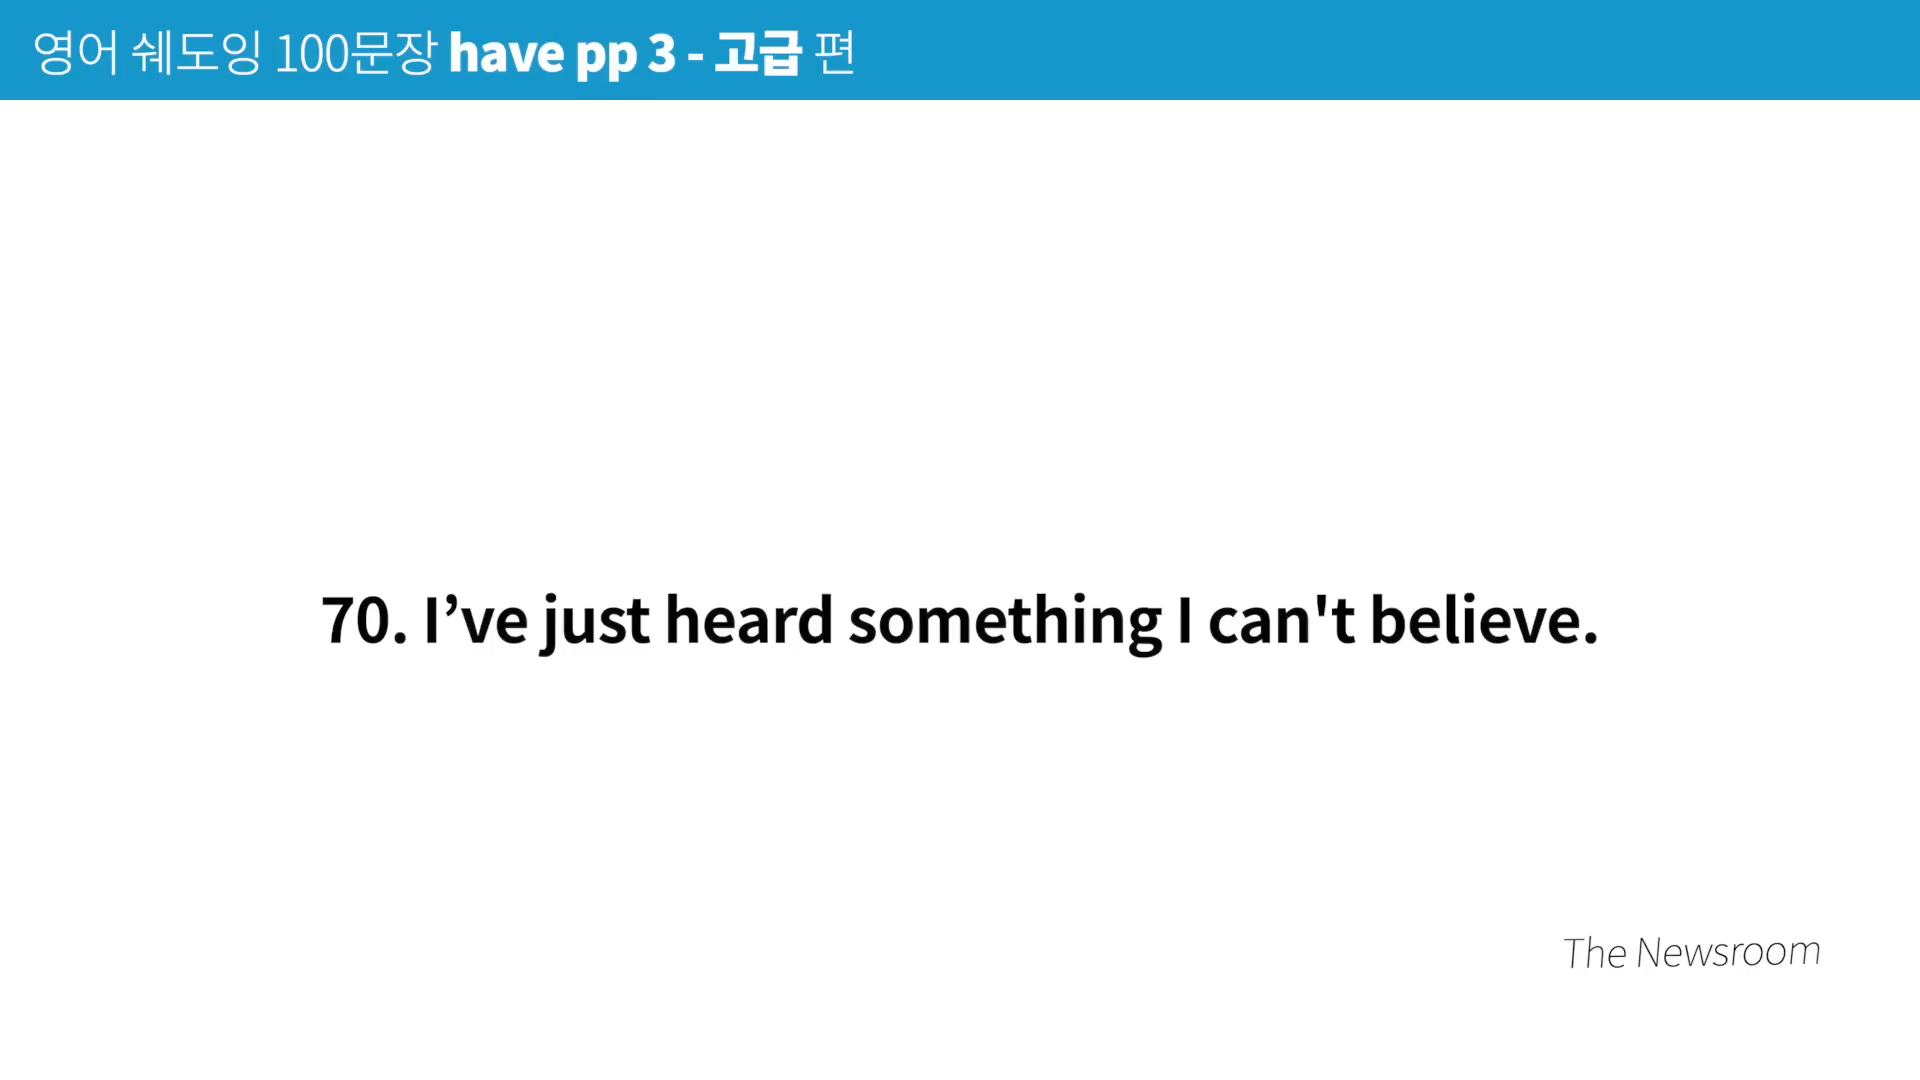 영어 쉐도잉 100문장 have pp 3 - 고급 편
70. I’ve just heard something I can't believe.
The Newsroom